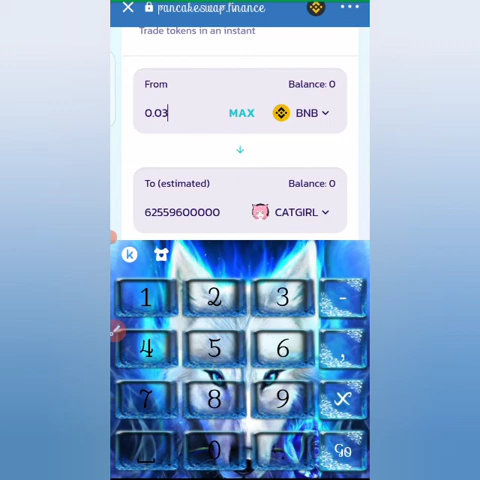 pancakeswap.finance
Trade tokens in an instant
From
Balance: 0
0.03
MAX
BNB
To (estimated)
Balance: 0
62559600000
CATGIRL
k
1
2
3
-
4
5
6
,
7
8
9
x
0
.
Go